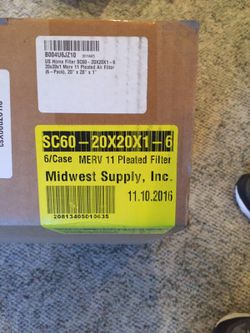 B004U6JZ10
US Home Filter SC60 - 20X20X1 - 6
20x20x1 Merv 11 Pleated Air Filter
(6 - Pack), 20" x 20" x 1"
SC60-20X20X1-6
6/Case MERV 11 Pleated Filter
Midwest Supply, Inc.
11.10.2016